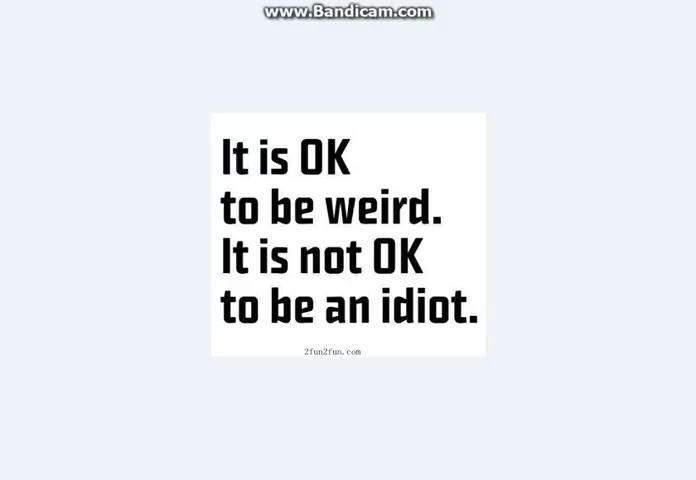 www.Bandicam.com
It is OK
to be weird.
It is not OK
to be an idiot.
2fun2fun.com